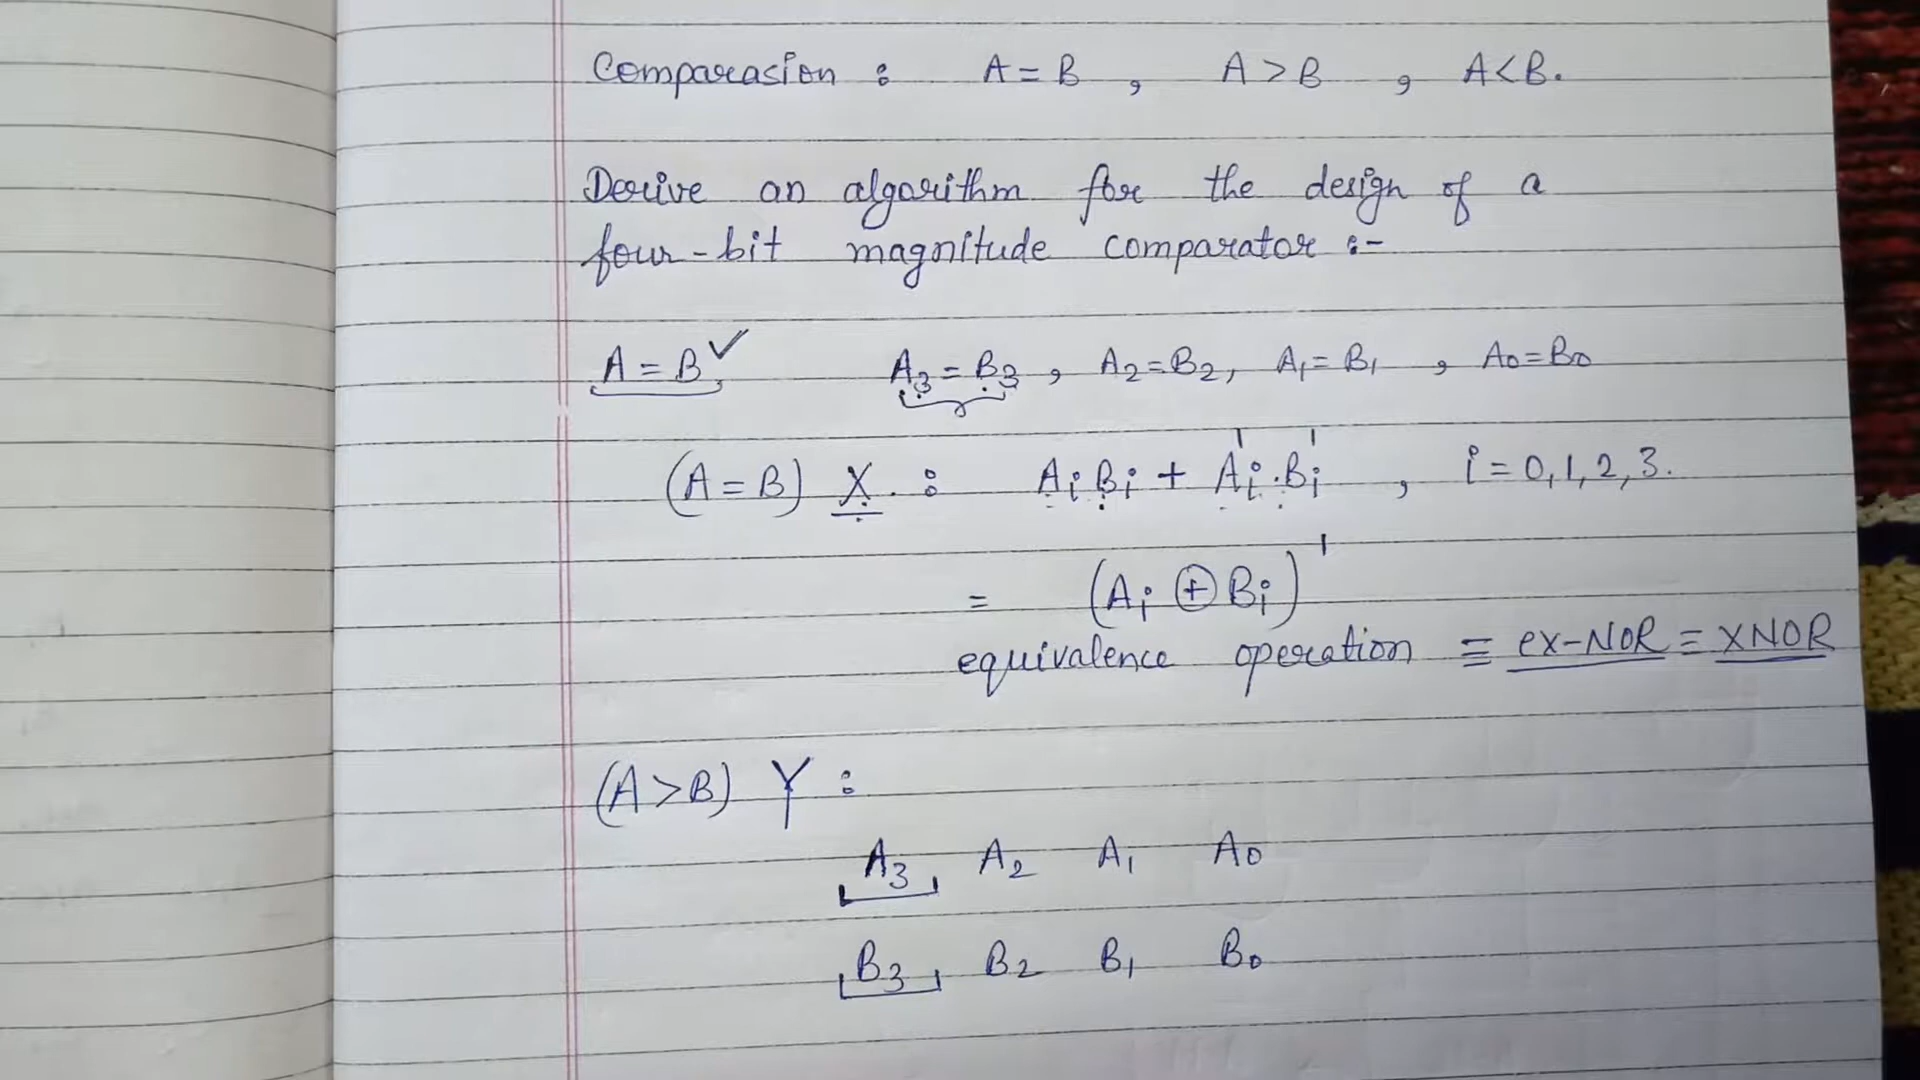 Comparasion : A = B , A > B , A < B.
Derive an algorithm for the design of a
four-bit magnitude comparator :-
A = B ✓ A3 = B3 , A2 = B2, A1 = B1 , A0 = B0
(A = B) X : AiBi + Ai'.Bi' , i = 0, 1, 2, 3.
= (Ai ⊕ Bi)'
equivalence operation ≡ ex-NOR = XNOR
(A > B) Y :
A3 A2 A1 A0
B3 B2 B1 B0